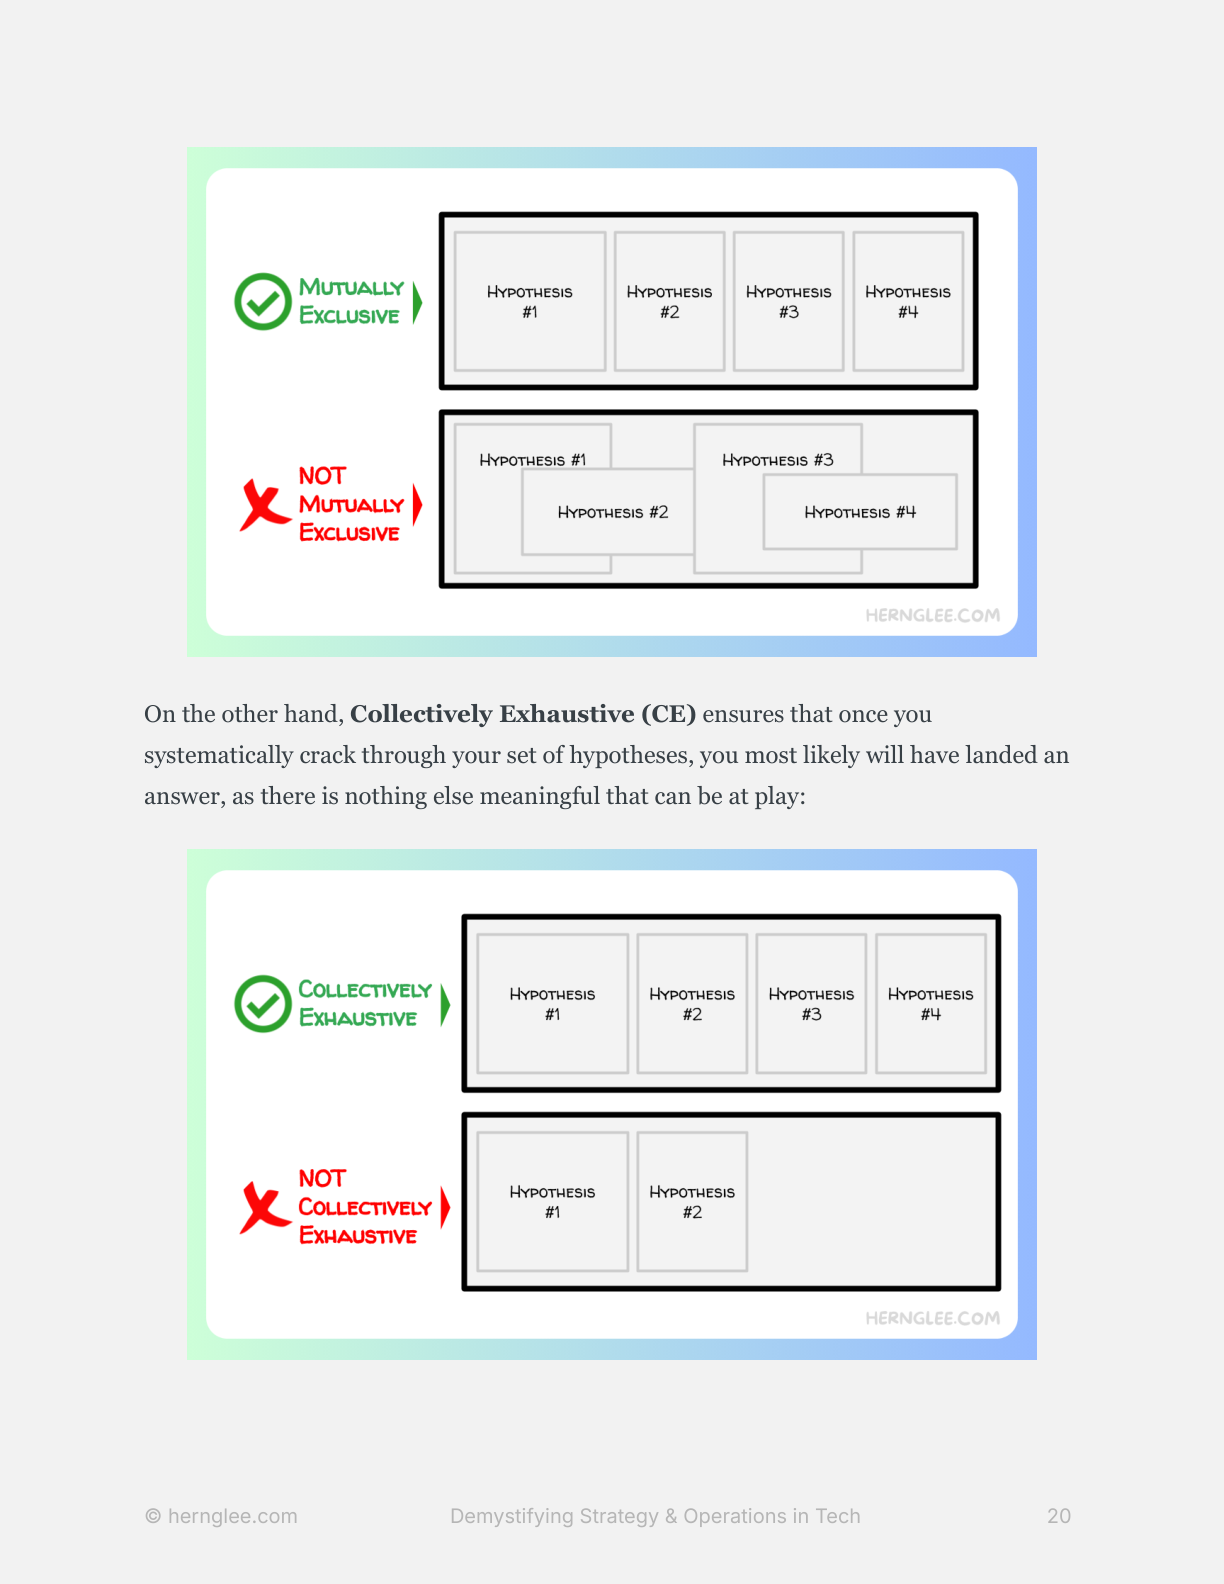 Mutually
Exclusive
Hypothesis
#1
Hypothesis
#2
Hypothesis
#3
Hypothesis
#4
NOT
Mutually
Exclusive
Hypothesis #1
Hypothesis #2
Hypothesis #3
Hypothesis #4
HERNGLEE.COM
On the other hand, Collectively Exhaustive (CE) ensures that once you
systematically crack through your set of hypotheses, you most likely will have landed an
answer, as there is nothing else meaningful that can be at play:
Collectively
Exhaustive
Hypothesis
#1
Hypothesis
#2
Hypothesis
#3
Hypothesis
#4
NOT
Collectively
Exhaustive
Hypothesis
#1
Hypothesis
#2
HERNGLEE.COM
© hernglee.com Demystifying Strategy & Operations in Tech 20